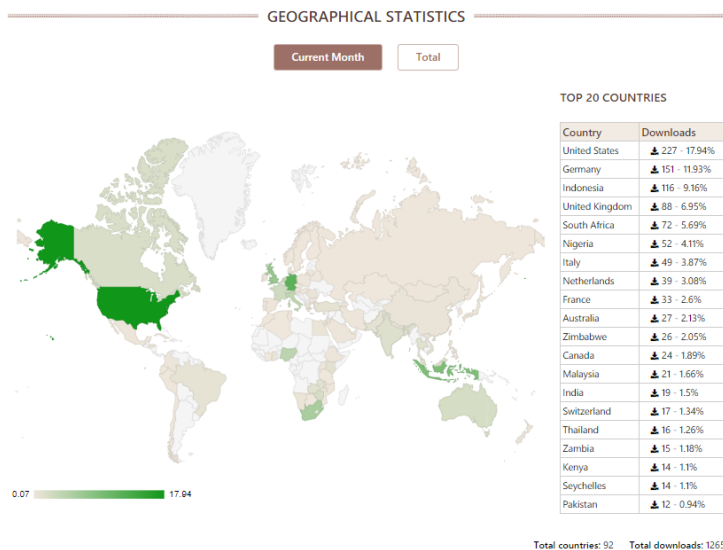 GEOGRAPHICAL STATISTICS
Current Month Total
TOP 20 COUNTRIES
Country Downloads
United States 227 - 17.94%
Germany 151 - 11.93%
Indonesia 116 - 9.16%
United Kingdom 88 - 6.95%
South Africa 72 - 5.69%
Nigeria 52 - 4.11%
Italy 49 - 3.87%
Netherlands 39 - 3.08%
France 33 - 2.6%
Australia 27 - 2.13%
Zimbabwe 26 - 2.05%
Canada 24 - 1.89%
Malaysia 21 - 1.66%
India 19 - 1.5%
Switzerland 17 - 1.34%
Thailand 16 - 1.26%
Zambia 15 - 1.18%
Kenya 14 - 1.1%
Seychelles 14 - 1.1%
Pakistan 12 - 0.94%
0.07 17.94
Total countries: 92 Total downloads: 1265